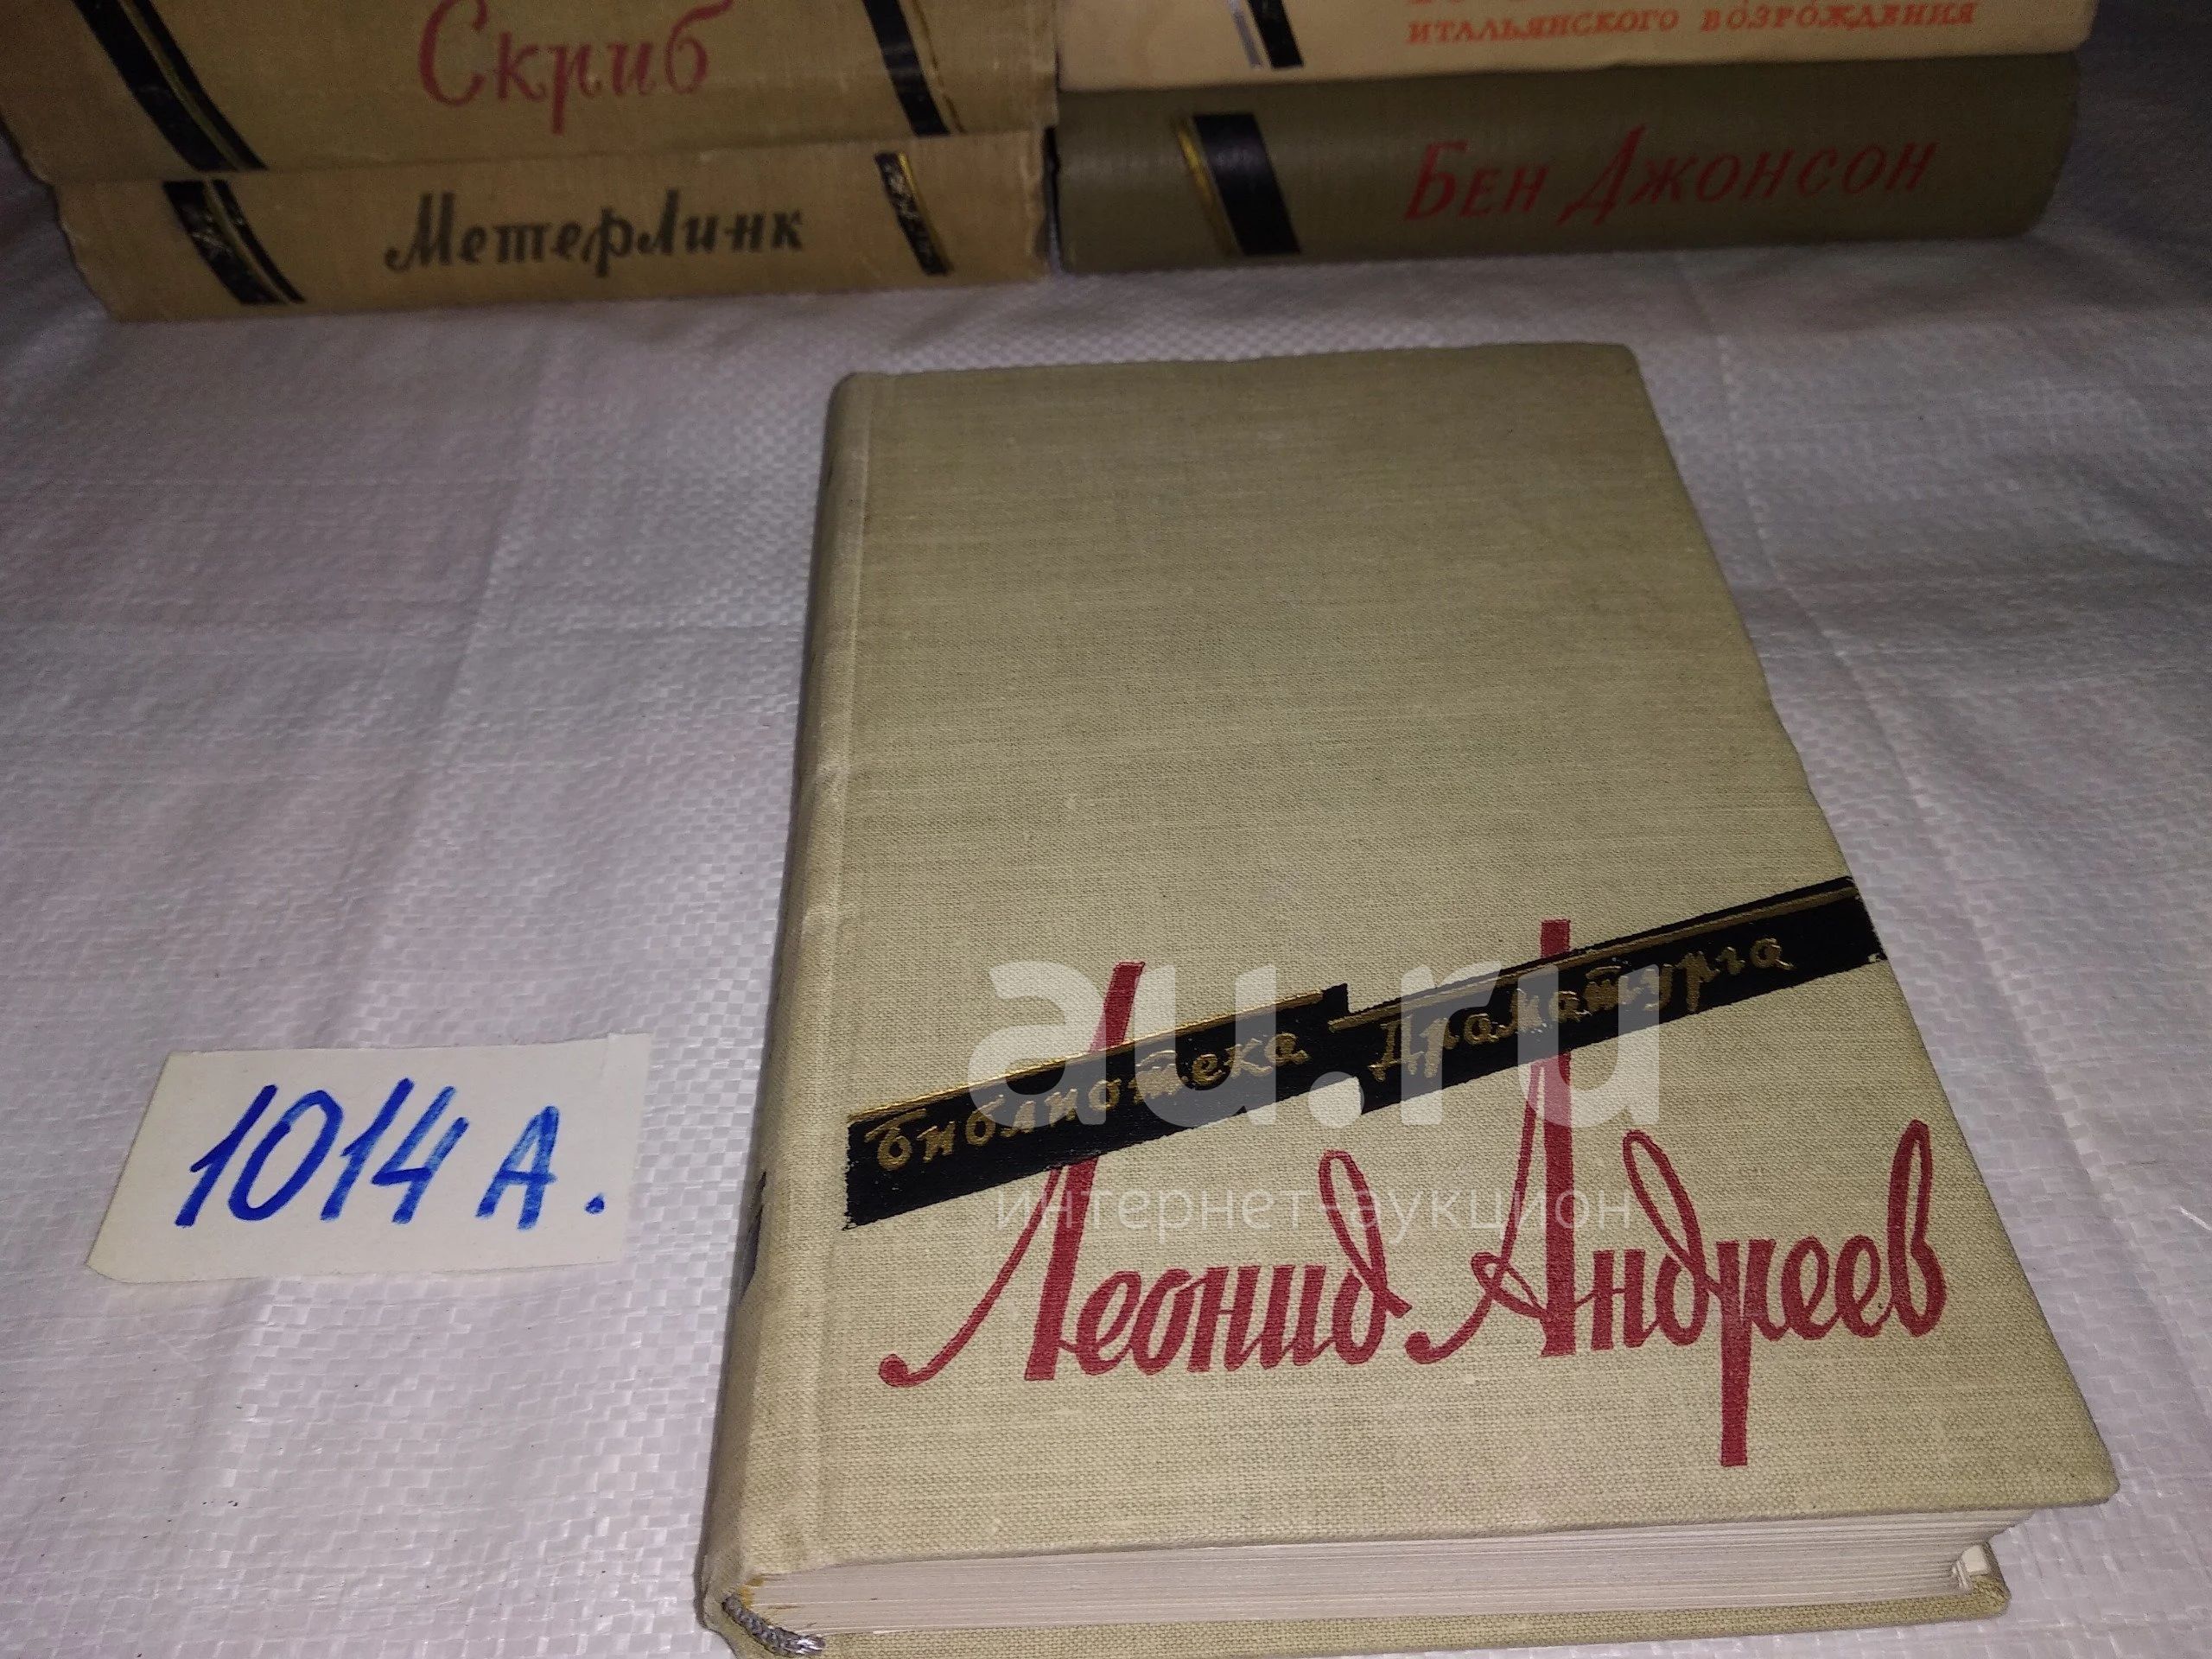 Скриб
Метерлинк
ИТАЛЬЯНСКОГО ВОЗРОЖДЕНИЯ
БЕН ДЖОНСОН
1014 А.
библиотека драматурга
Леонид Андреев
au.ru
интернет-аукцион